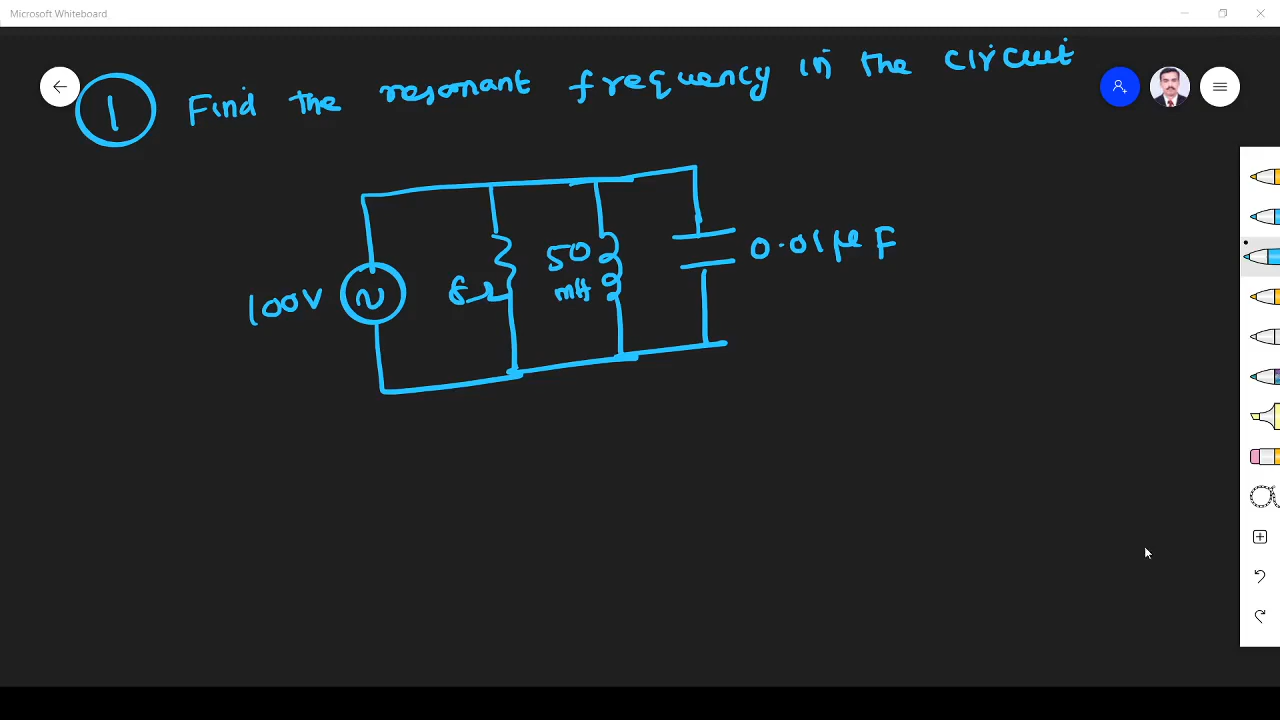 Microsoft Whiteboard
1 Find the resonant frequency in the circuit
100V
50
mH
0.01μF